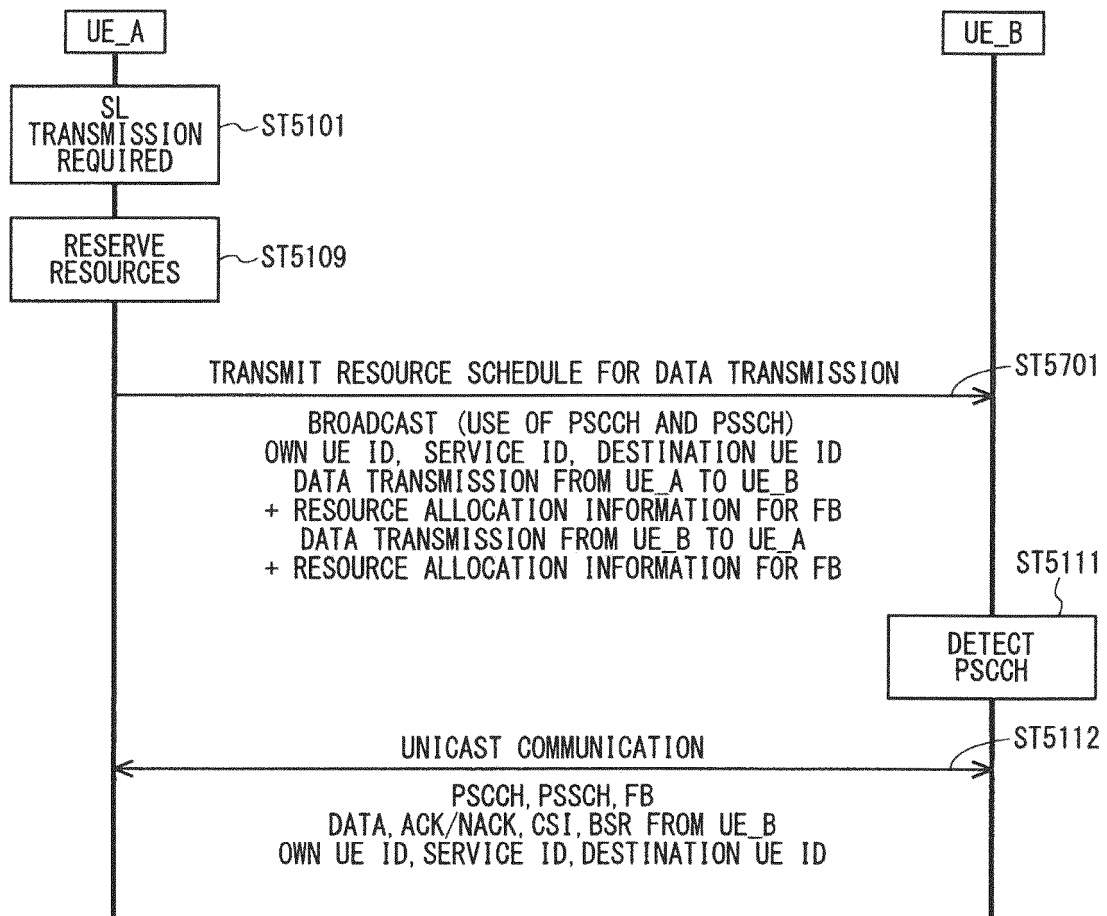 UE_A
UE_B
SL
TRANSMISSION
REQUIRED
ST5101
RESERVE
RESOURCES
ST5109
TRANSMIT RESOURCE SCHEDULE FOR DATA TRANSMISSION
ST5701
BROADCAST (USE OF PSCCH AND PSSCH)
OWN UE ID, SERVICE ID, DESTINATION UE ID
DATA TRANSMISSION FROM UE_A TO UE_B
+ RESOURCE ALLOCATION INFORMATION FOR FB
DATA TRANSMISSION FROM UE_B TO UE_A
+ RESOURCE ALLOCATION INFORMATION FOR FB
ST5111
DETECT
PSCCH
UNICAST COMMUNICATION
ST5112
PSCCH, PSSCH, FB
DATA, ACK/NACK, CSI, BSR FROM UE_B
OWN UE ID, SERVICE ID, DESTINATION UE ID